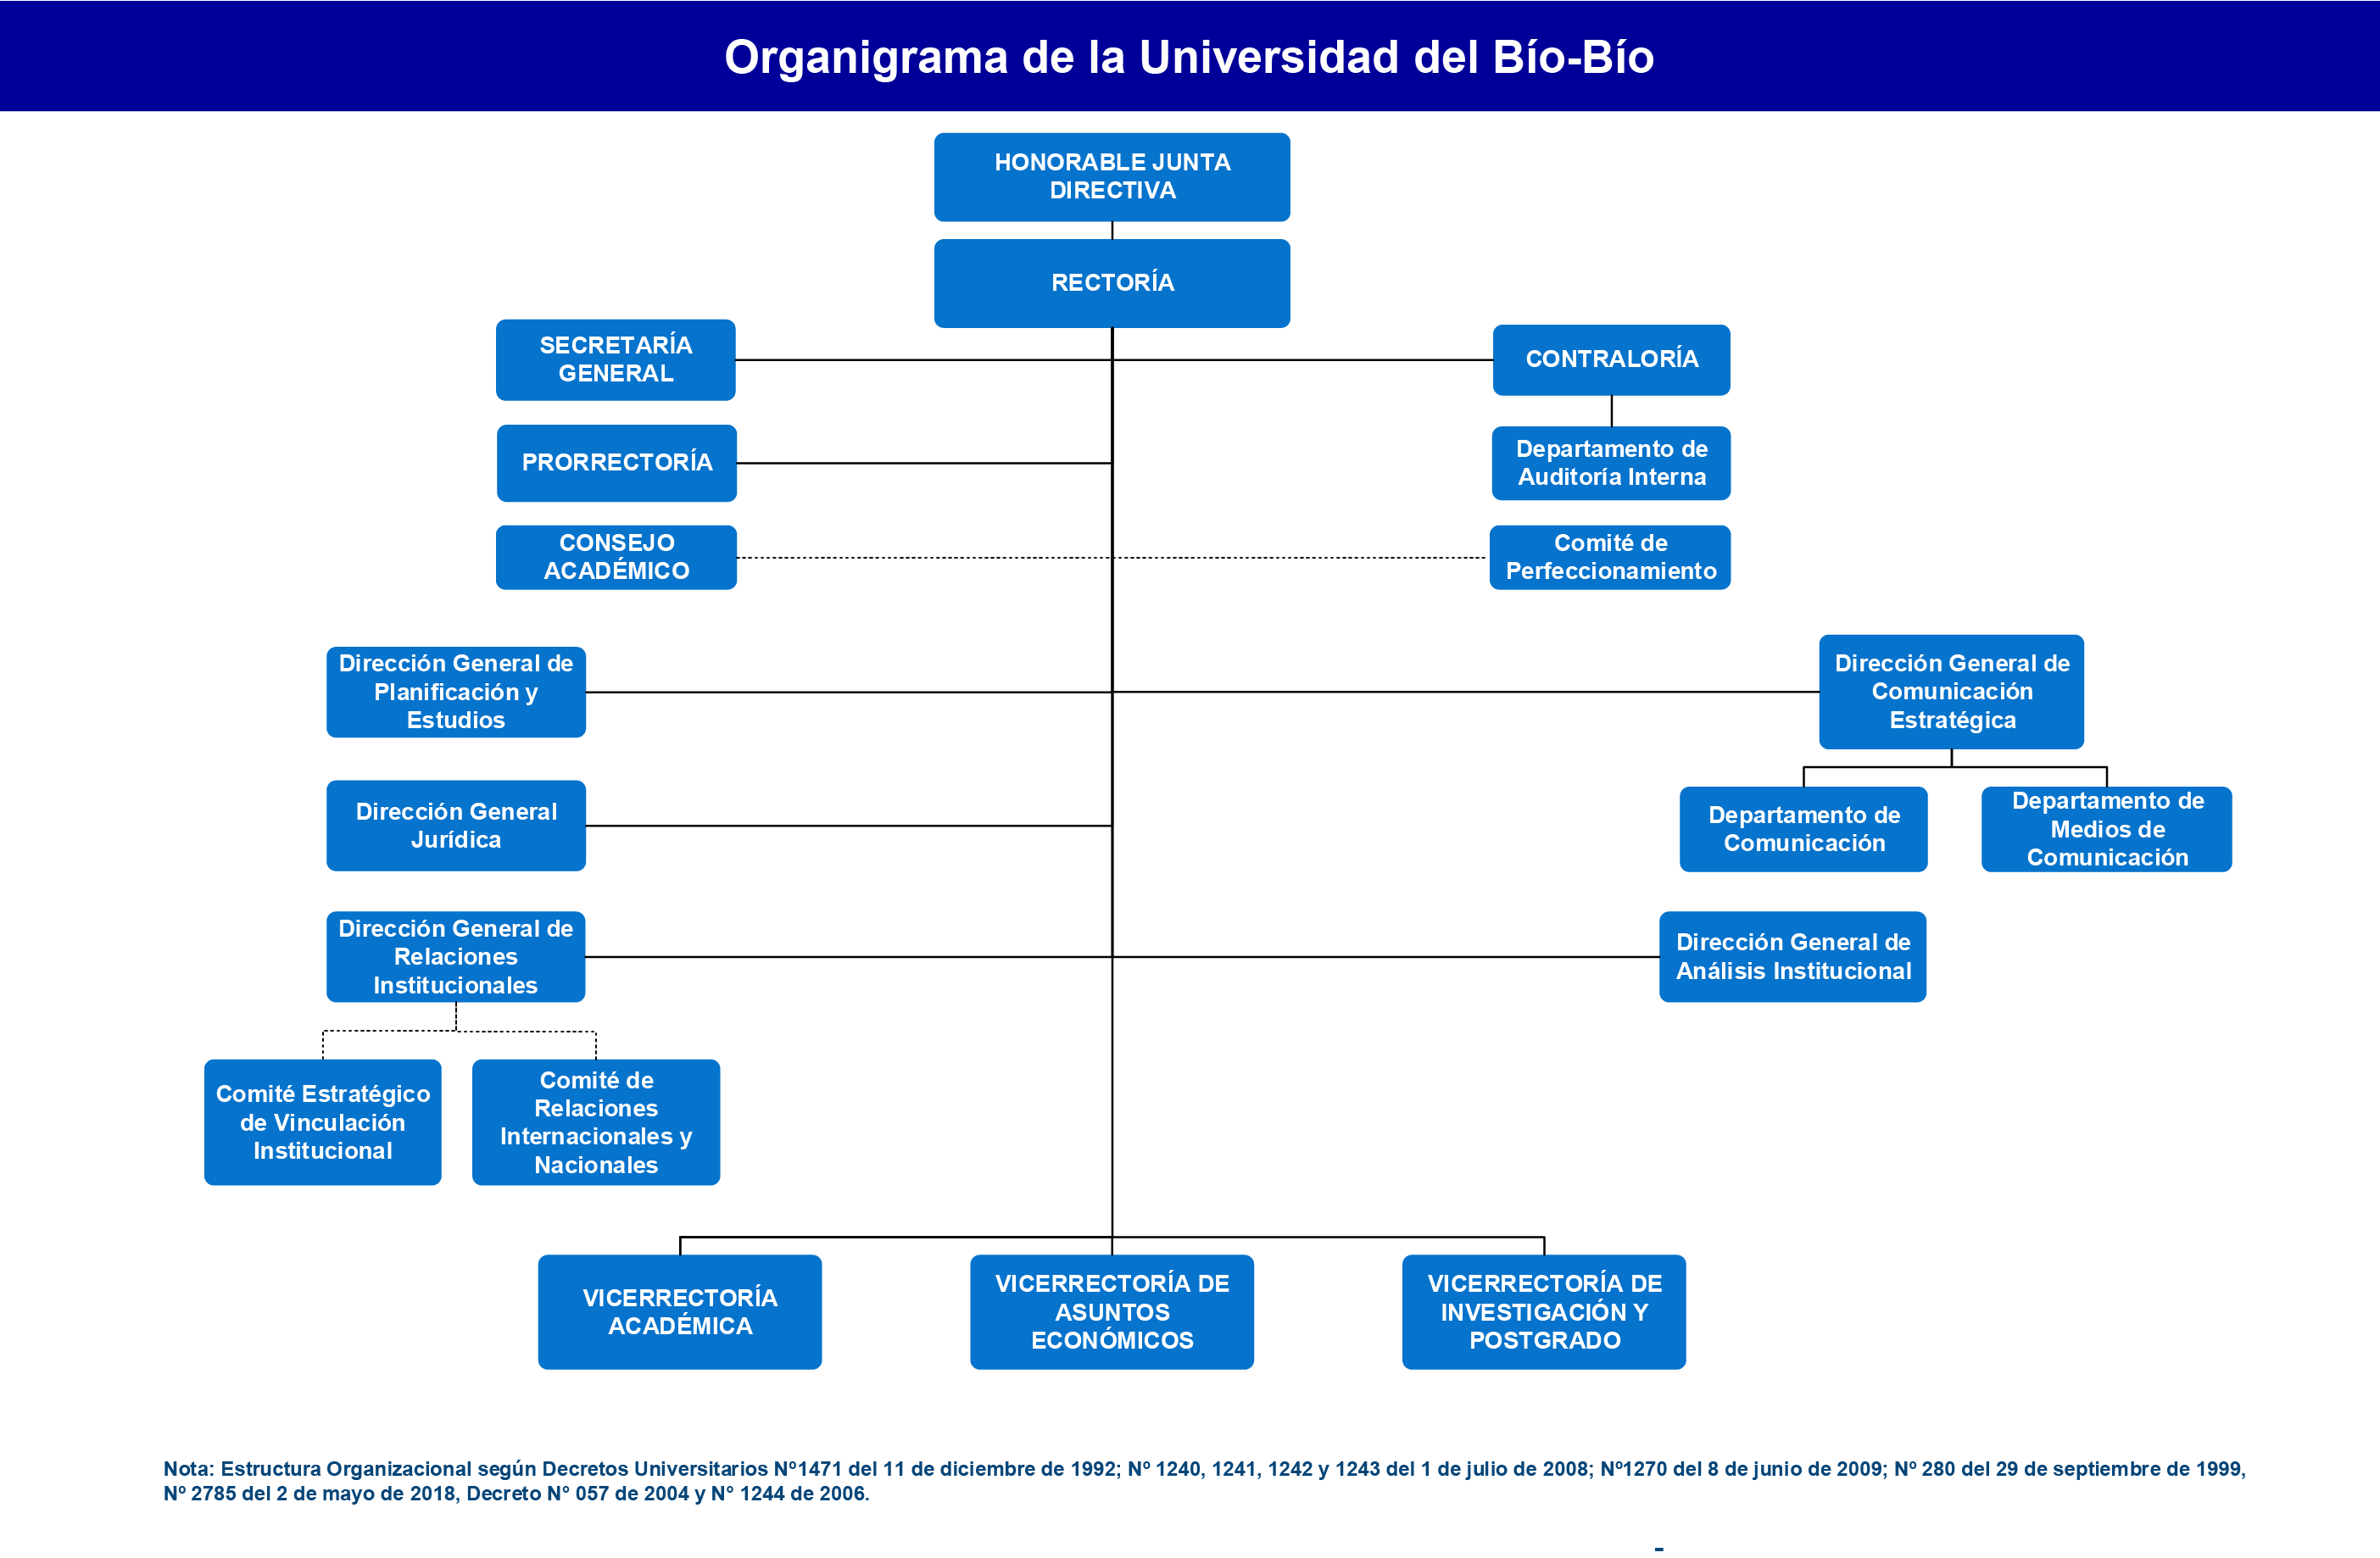 Organigrama de la Universidad del Bío-Bío
HONORABLE JUNTA
DIRECTIVA
RECTORÍA
SECRETARÍA
GENERAL
CONTRALORÍA
PRORRECTORÍA
Departamento de
Auditoría Interna
CONSEJO
ACADÉMICO
Comité de
Perfeccionamiento
Dirección General de
Planificación y
Estudios
Dirección General de
Comunicación
Estratégica
Dirección General
Jurídica
Departamento de
Comunicación
Departamento de
Medios de
Comunicación
Dirección General de
Relaciones
Institucionales
Dirección General de
Análisis Institucional
Comité Estratégico
de Vinculación
Institucional
Comité de
Relaciones
Internacionales y
Nacionales
VICERRECTORÍA
ACADÉMICA
VICERRECTORÍA DE
ASUNTOS
ECONÓMICOS
VICERRECTORÍA DE
INVESTIGACIÓN Y
POSTGRADO
Nota: Estructura Organizacional según Decretos Universitarios Nº1471 del 11 de diciembre de 1992; Nº 1240, 1241, 1242 y 1243 del 1 de julio de 2008; Nº1270 del 8 de junio de 2009; Nº 280 del 29 de septiembre de 1999,
Nº 2785 del 2 de mayo de 2018, Decreto N° 057 de 2004 y N° 1244 de 2006.
-